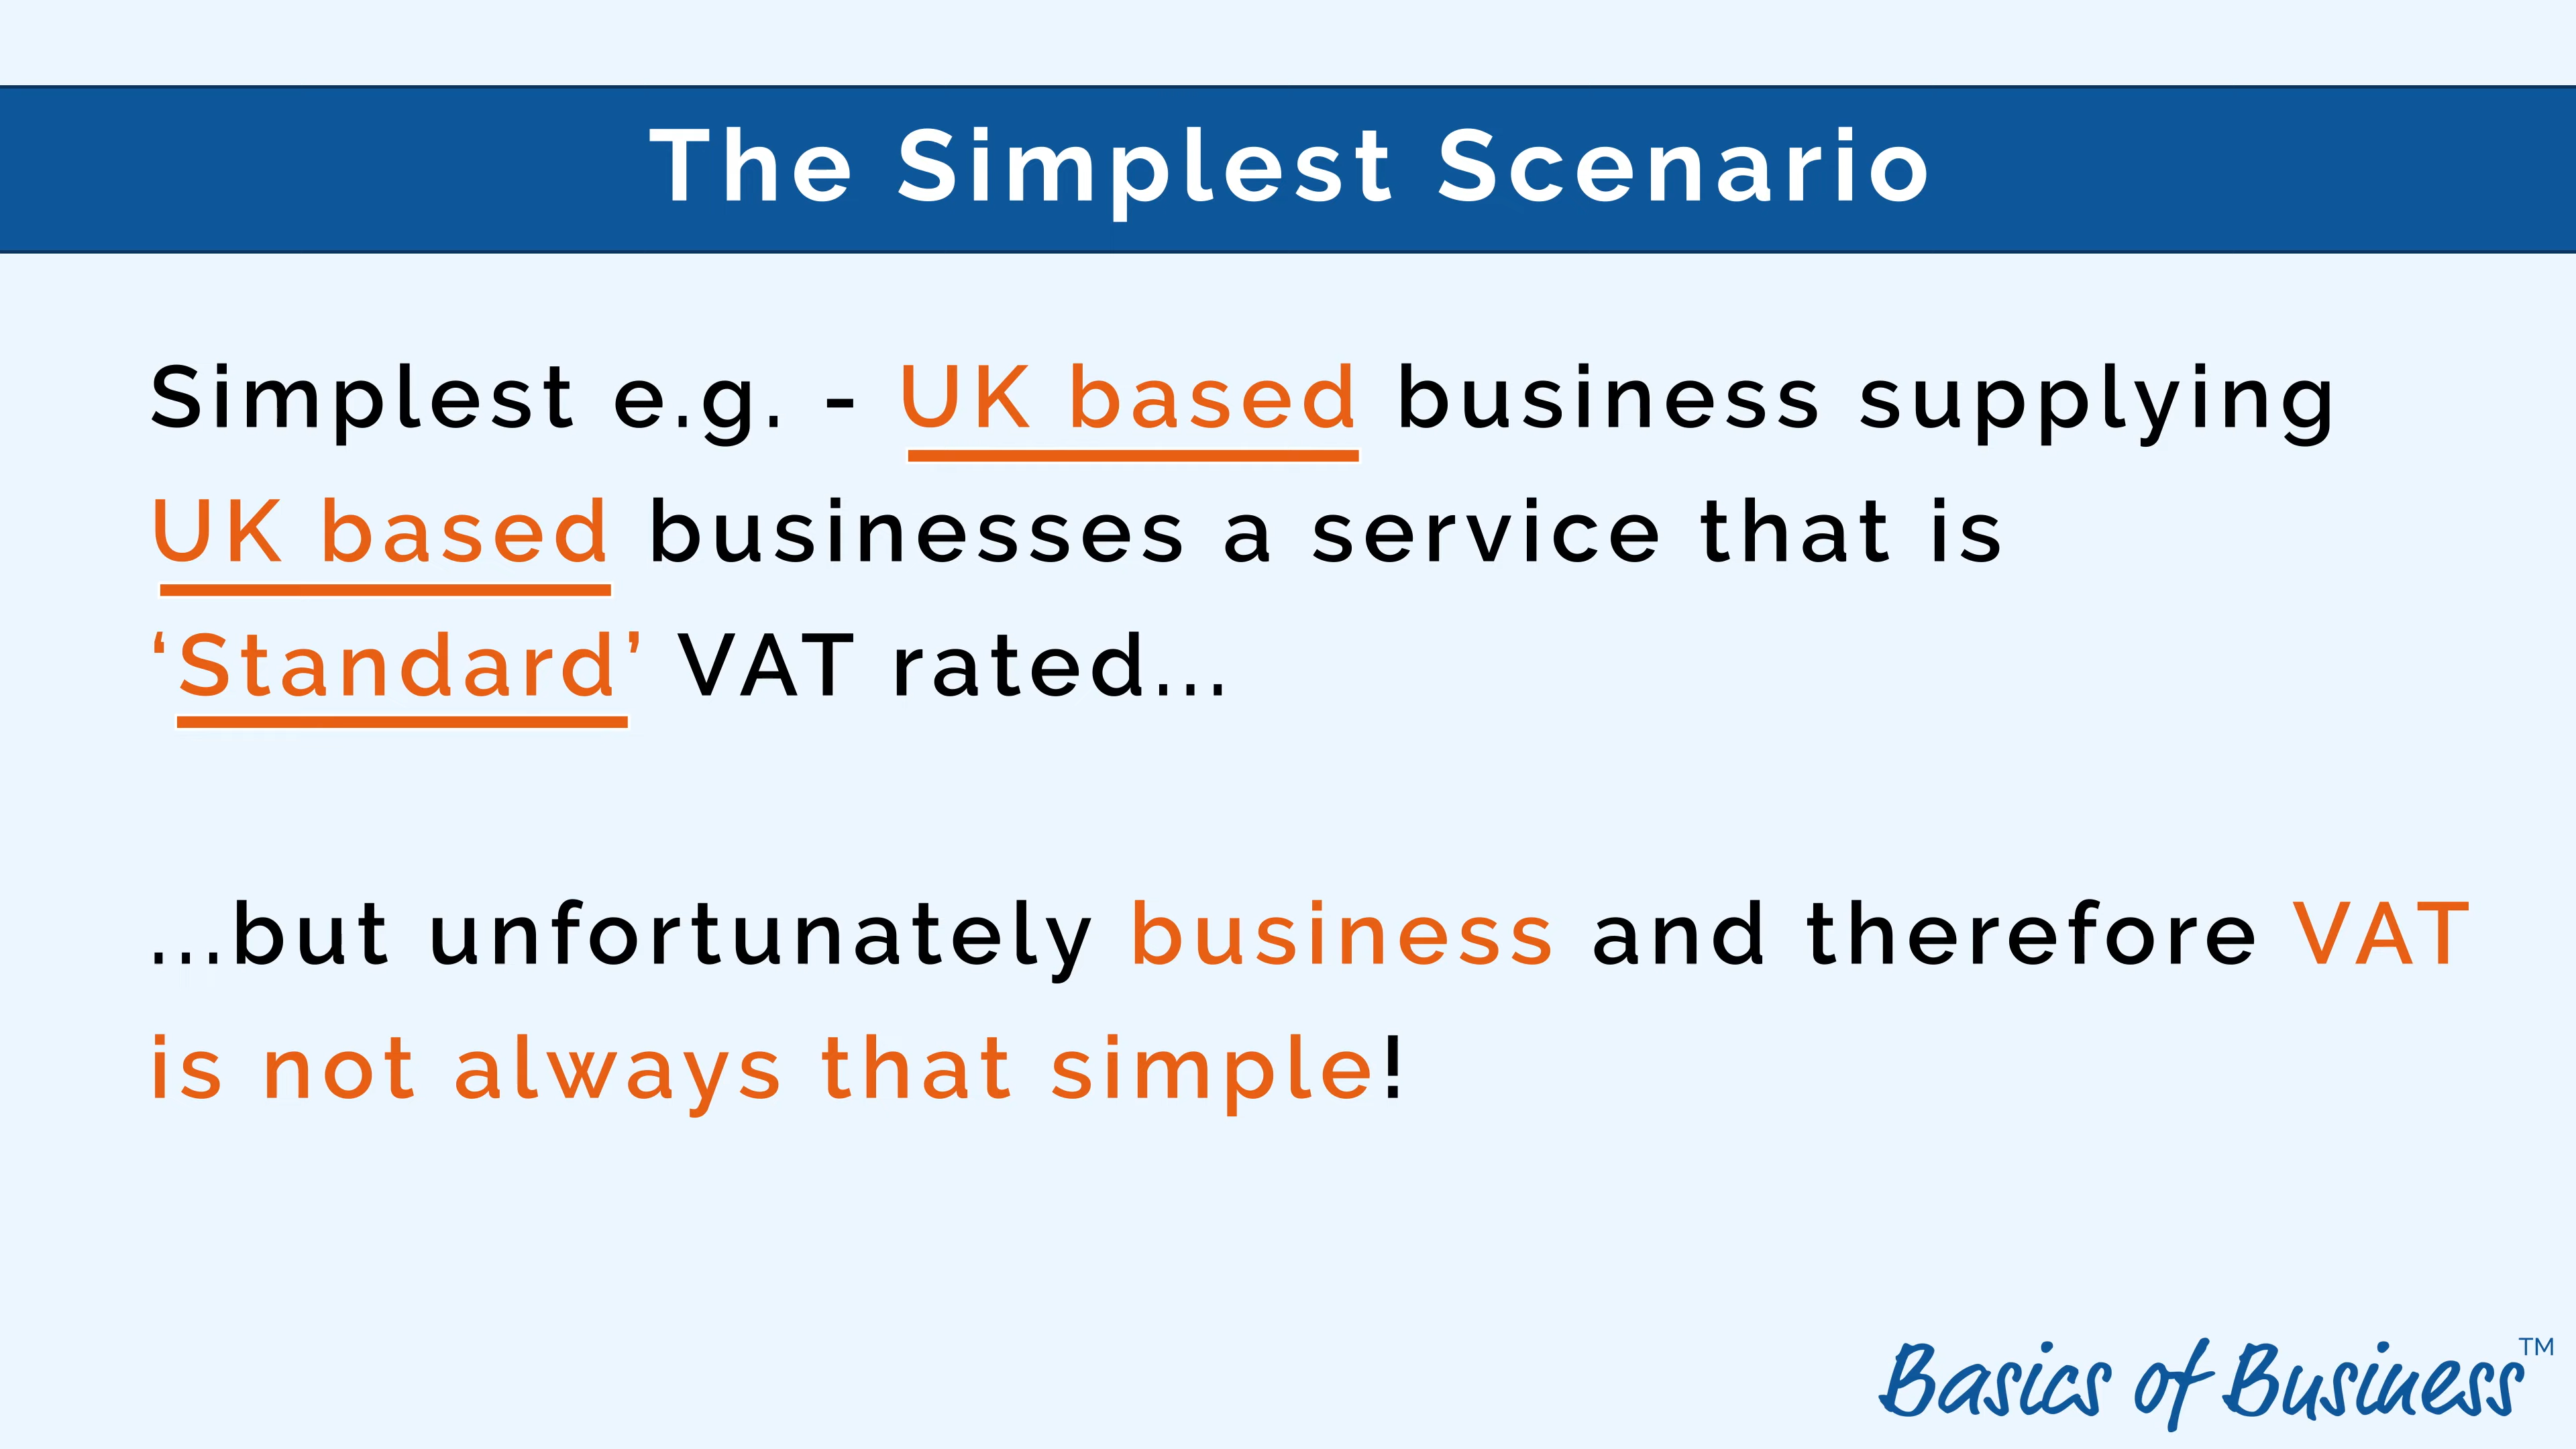 The Simplest Scenario
Simplest e.g. - UK based business supplying
UK based businesses a service that is
‘Standard’ VAT rated...
...but unfortunately business and therefore VAT
is not always that simple!
Basics of Business™